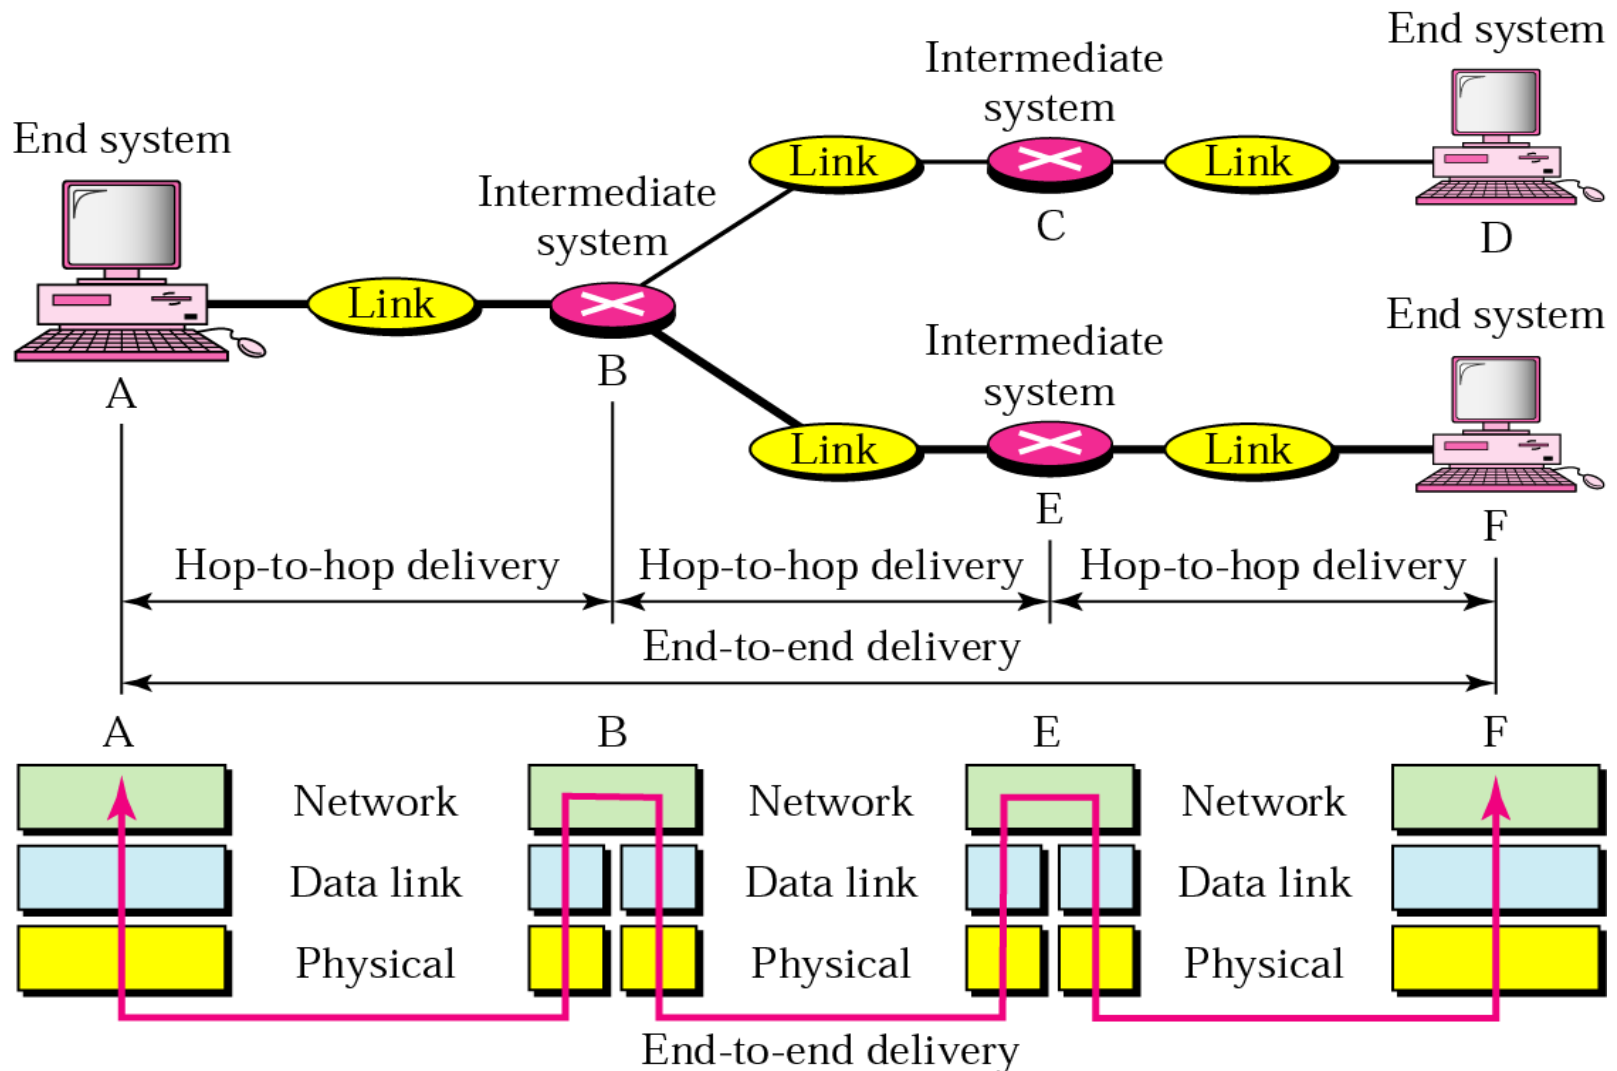 End system
Intermediate
system
End system
Link
Link
C
D
Intermediate
system
Link
A
B
End system
Intermediate
system
Link
Link
E
F
Hop-to-hop delivery
Hop-to-hop delivery
Hop-to-hop delivery
End-to-end delivery
A
B
E
F
Network
Network
Network
Data link
Data link
Data link
Physical
Physical
Physical
End-to-end delivery